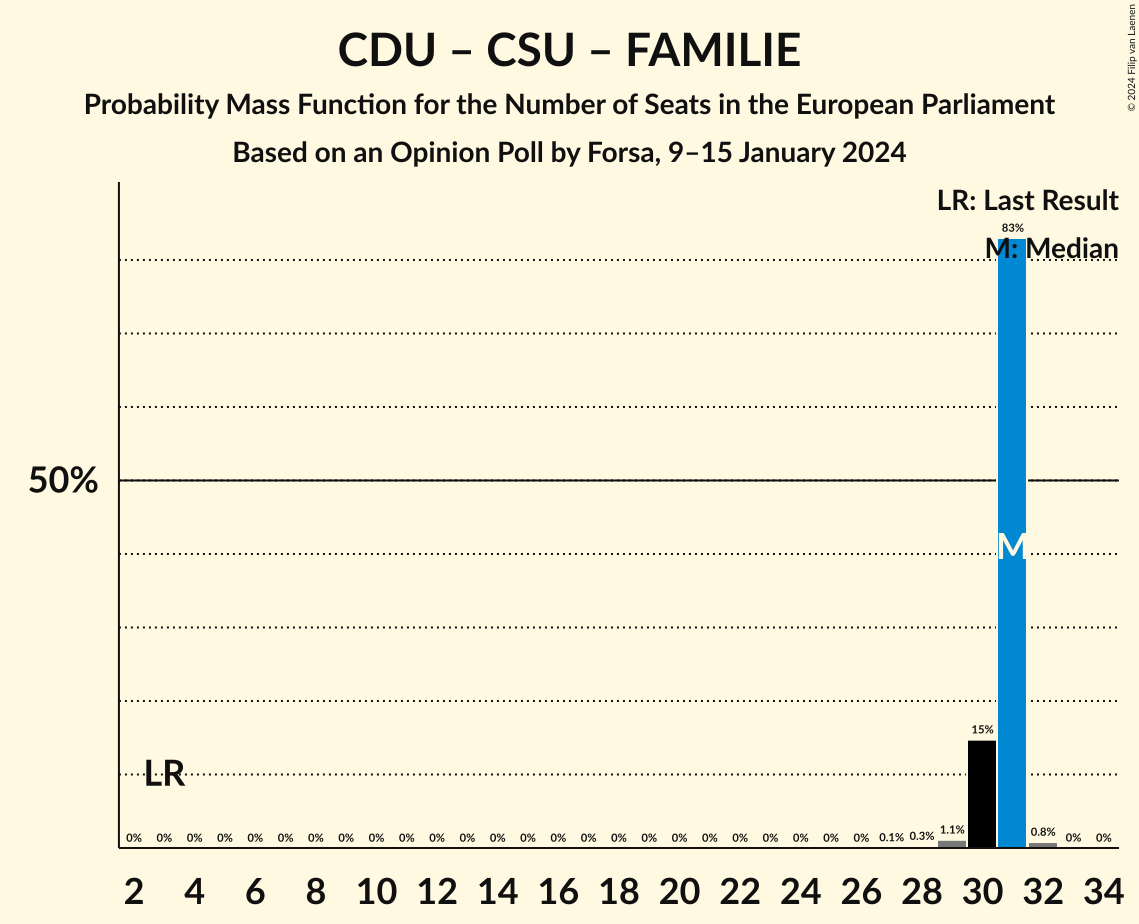 © 2024 Filip van Laenen
CDU – CSU – FAMILIE
Probability Mass Function for the Number of Seats in the European Parliament
Based on an Opinion Poll by Forsa, 9–15 January 2024
LR: Last Result
M: Median
83%
50%
M
15%
LR
0% 0% 0% 0% 0% 0% 0% 0% 0% 0% 0% 0% 0% 0% 0% 0% 0% 0% 0% 0% 0% 0% 0% 0% 0% 0.1% 0.3% 1.1% 0.8% 0% 0%
2 4 6 8 10 12 14 16 18 20 22 24 26 28 30 32 34